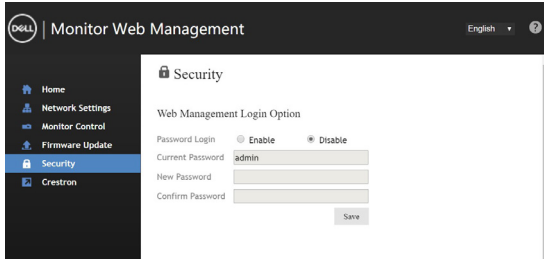 DELL | Monitor Web Management
English
?
Home
Network Settings
Monitor Control
Firmware Update
Security
Crestron
Security
Web Management Login Option
Password Login Enable Disable
Current Password admin
New Password
Confirm Password
Save